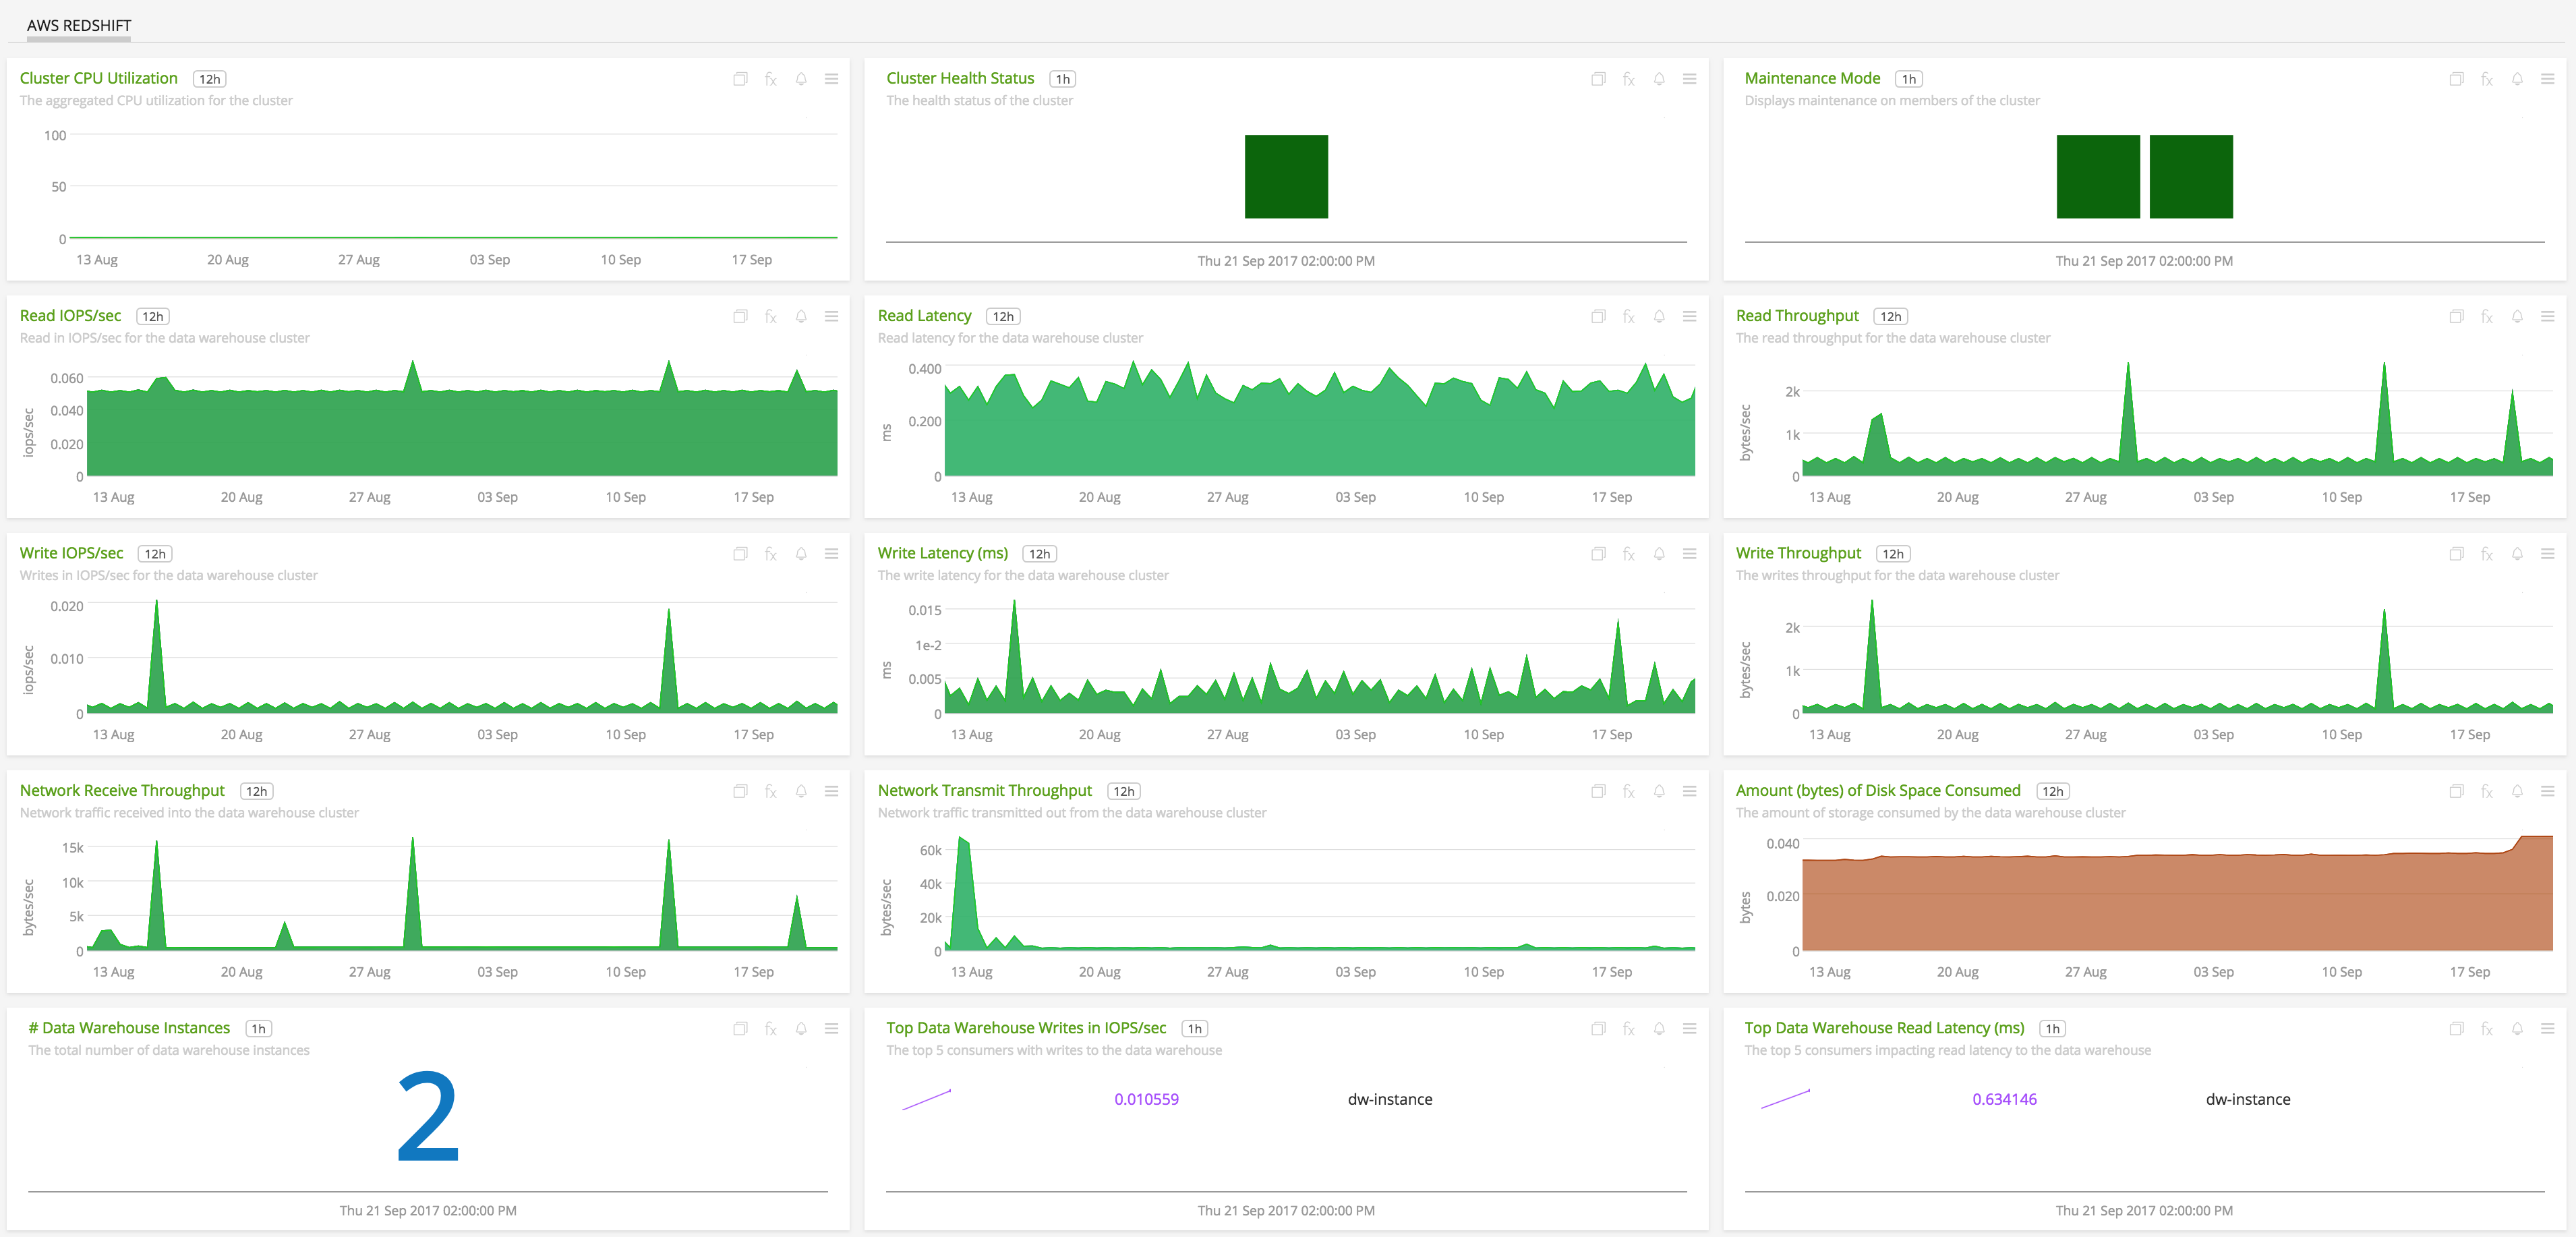 AWS REDSHIFT
Cluster CPU Utilization 12h
The aggregated CPU utilization for the cluster
100
50
0
13 Aug 20 Aug 27 Aug 03 Sep 10 Sep 17 Sep
Cluster Health Status 1h
The health status of the cluster
Thu 21 Sep 2017 02:00:00 PM
Maintenance Mode 1h
Displays maintenance on members of the cluster
Thu 21 Sep 2017 02:00:00 PM
Read IOPS/sec 12h
Read in IOPS/sec for the data warehouse cluster
iops/sec
0.060
0.040
0.020
0
13 Aug 20 Aug 27 Aug 03 Sep 10 Sep 17 Sep
Read Latency 12h
Read latency for the data warehouse cluster
ms
0.400
0.200
0
13 Aug 20 Aug 27 Aug 03 Sep 10 Sep 17 Sep
Read Throughput 12h
The read throughput for the data warehouse cluster
bytes/sec
2k
1k
0
13 Aug 20 Aug 27 Aug 03 Sep 10 Sep 17 Sep
Write IOPS/sec 12h
Writes in IOPS/sec for the data warehouse cluster
iops/sec
0.020
0.010
0
13 Aug 20 Aug 27 Aug 03 Sep 10 Sep 17 Sep
Write Latency (ms) 12h
The write latency for the data warehouse cluster
ms
0.015
1e-2
0.005
0
13 Aug 20 Aug 27 Aug 03 Sep 10 Sep 17 Sep
Write Throughput 12h
The writes throughput for the data warehouse cluster
bytes/sec
2k
1k
0
13 Aug 20 Aug 27 Aug 03 Sep 10 Sep 17 Sep
Network Receive Throughput 12h
Network traffic received into the data warehouse cluster
bytes/sec
15k
10k
5k
0
13 Aug 20 Aug 27 Aug 03 Sep 10 Sep 17 Sep
Network Transmit Throughput 12h
Network traffic transmitted out from the data warehouse cluster
bytes/sec
60k
40k
20k
0
13 Aug 20 Aug 27 Aug 03 Sep 10 Sep 17 Sep
Amount (bytes) of Disk Space Consumed 12h
The amount of storage consumed by the data warehouse cluster
bytes
0.040
0.020
0
13 Aug 20 Aug 27 Aug 03 Sep 10 Sep 17 Sep
# Data Warehouse Instances 1h
The total number of data warehouse instances
2
Thu 21 Sep 2017 02:00:00 PM
Top Data Warehouse Writes in IOPS/sec 1h
The top 5 consumers with writes to the data warehouse
0.010559 dw-instance
Thu 21 Sep 2017 02:00:00 PM
Top Data Warehouse Read Latency (ms) 1h
The top 5 consumers impacting read latency to the data warehouse
0.634146 dw-instance
Thu 21 Sep 2017 02:00:00 PM